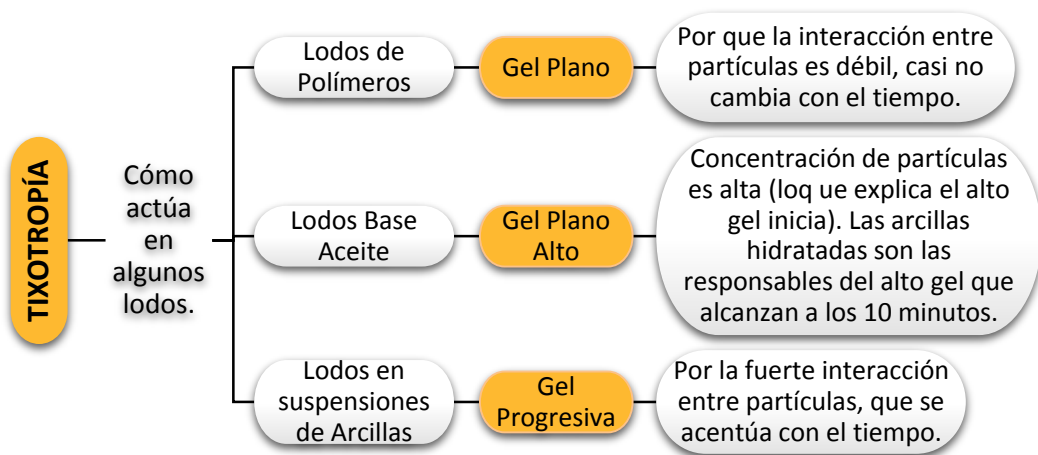 TIXOTROPÍA
Cómo
actúa
en
algunos
lodos.
Lodos de
Polímeros
Gel Plano
Por que la interacción entre
partículas es débil, casi no
cambia con el tiempo.
Lodos Base
Aceite
Gel Plano
Alto
Concentración de partículas
es alta (loq ue explica el alto
gel inicia). Las arcillas
hidratadas son las
responsables del alto gel que
alcanzan a los 10 minutos.
Lodos en
suspensiones
de Arcillas
Gel
Progresiva
Por la fuerte interacción
entre partículas, que se
acentúa con el tiempo.